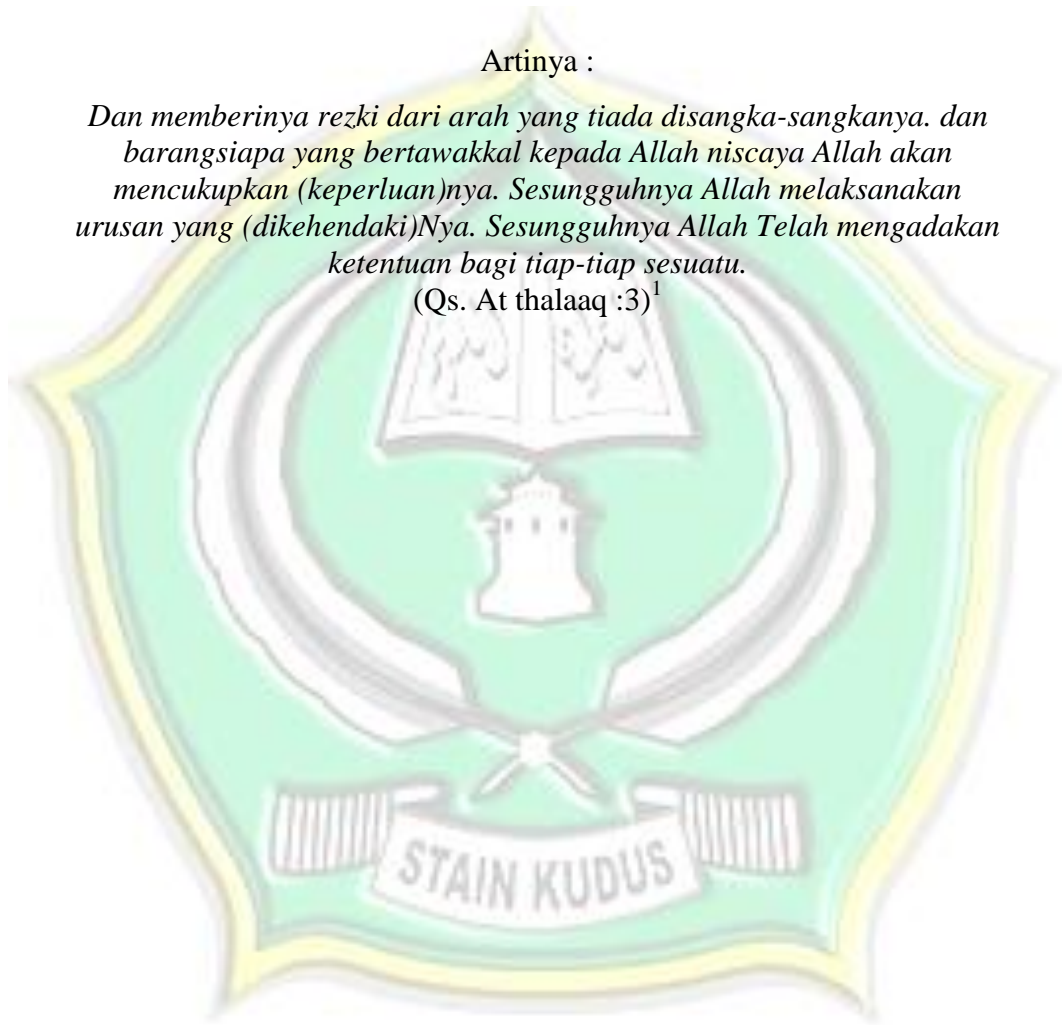 Artinya :
Dan memberinya rezki dari arah yang tiada disangka-sangkanya. dan
barangsiapa yang bertawakkal kepada Allah niscaya Allah akan
mencukupkan (keperluan)nya. Sesungguhnya Allah melaksanakan
urusan yang (dikehendaki)Nya. Sesungguhnya Allah Telah mengadakan
ketentuan bagi tiap-tiap sesuatu.
(Qs. At thalaaq :3)¹
STAIN KUDUS